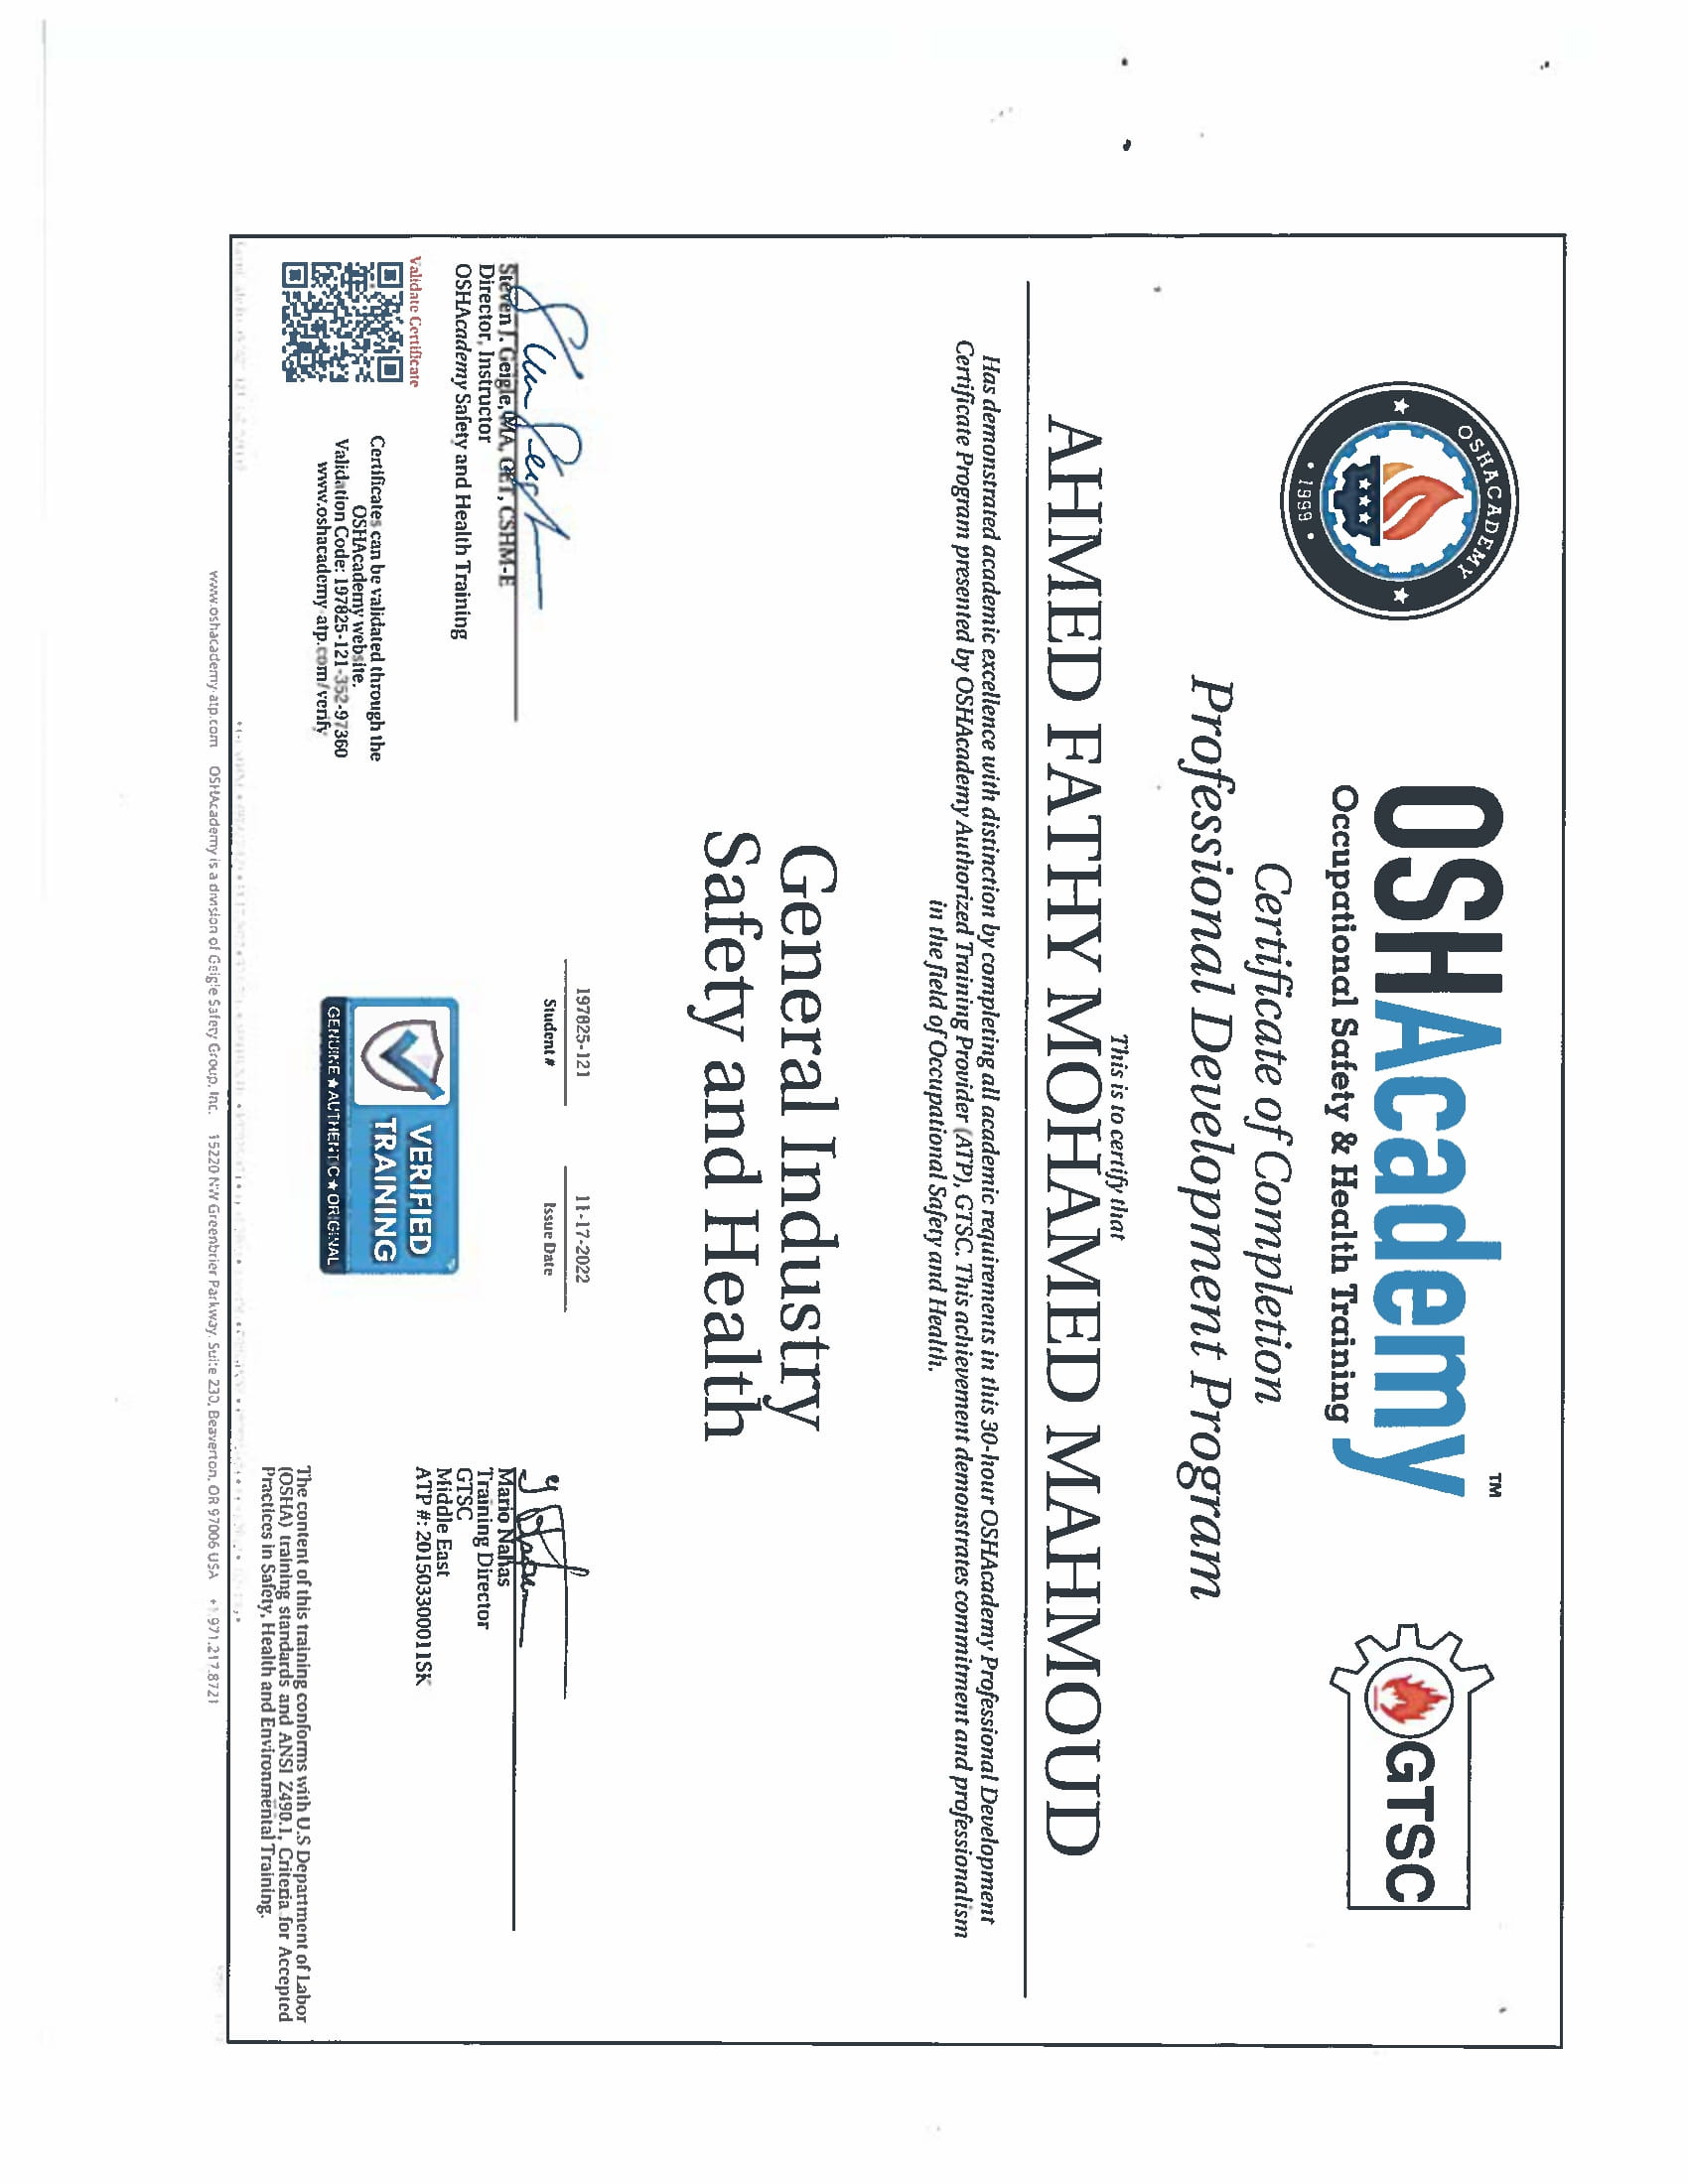 OSHACADEMY
1999
OSHAcademy™
Occupational Safety & Health Training
GTSC
Certificate of Completion
Professional Development Program
This is to certify that
AHMED FATHY MOHAMED MAHMOUD
Has demonstrated academic excellence with distinction by completing all academic requirements in this 30-hour OSHAcademy Professional Development
Certificate Program presented by OSHAcademy Authorized Training Provider (ATP), GTSC. This achievement demonstrates commitment and professionalism
in the field of Occupational Safety and Health.
General Industry
Safety and Health
197825-121
Student #
11-17-2022
Issue Date
Steven J. Geigle, MA, CET, CSHM-E
Director, Instructor
OSHAcademy Safety and Health Training
Mario Nahas
Training Director
GTSC
Middle East
ATP #: 201503300011SK
Validate Certificate
Certificates can be validated through the
OSHAcademy website.
Validation Code: 197825-121-352-97360
www.oshacademy-atp.com/verify
VERIFIED
TRAINING
GENUINE ★ AUTHENTIC ★ ORIGINAL
The content of this training conforms with U.S Department of Labor
(OSHA) training standards and ANSI Z490.1, Criteria for Accepted
Practices in Safety, Health and Environmental Training.
www.oshacademy-atp.com OSHAcademy is a division of Geigle Safety Group, Inc. 15220 NW Greenbrier Parkway, Suite 230, Beaverton, OR 97006 USA +1.971.217.8721